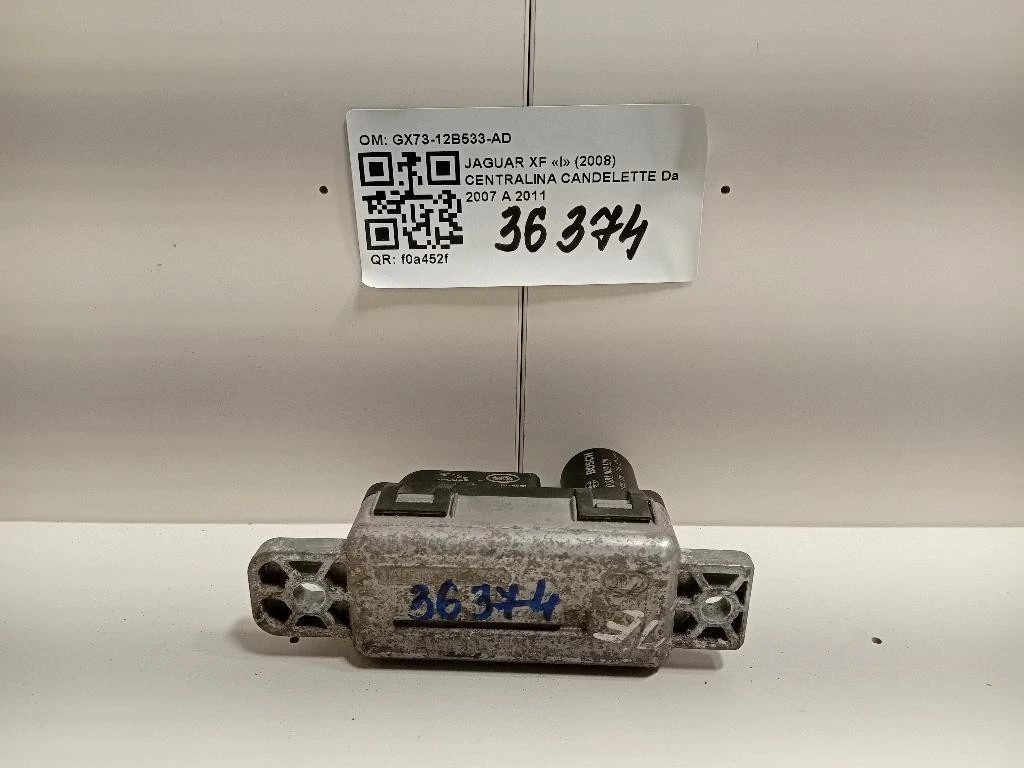 OM: GX73-12B533-AD
JAGUAR XF «I» (2008)
CENTRALINA CANDELETTE Da
2007 A 2011
36374
QR: f0a452f
BOSCH
36374